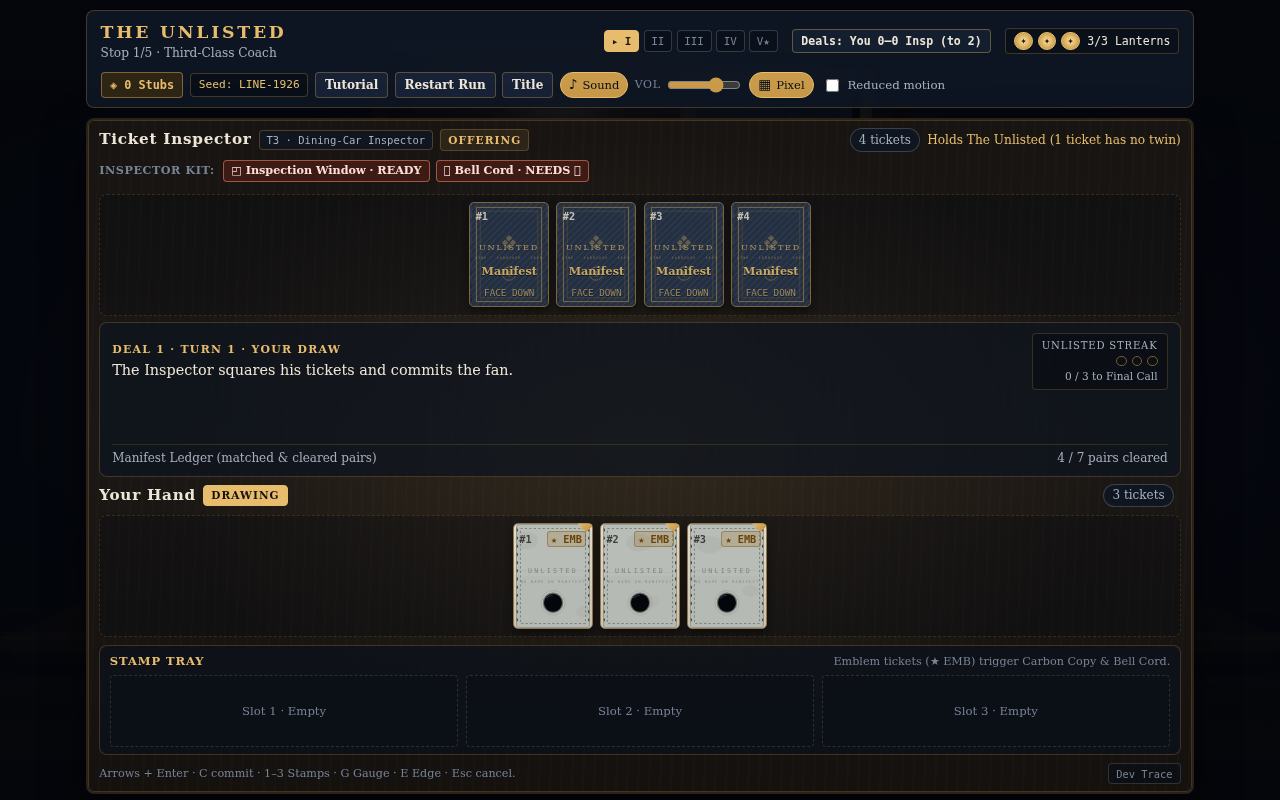 THE UNLISTED
Stop 1/5 · Third-Class Coach
▸ I II III IV V★
Deals: You 0–0 Insp (to 2)
3/3 Lanterns
◈ 0 Stubs
Seed: LINE-1926
Tutorial
Restart Run
Title
♪ Sound
VOL
▦ Pixel
Reduced motion
Ticket Inspector
T3 · Dining-Car Inspector
OFFERING
4 tickets
Holds The Unlisted (1 ticket has no twin)
INSPECTOR KIT:
◰ Inspection Window · READY
Bell Cord · NEEDS
#1 UNLISTED Manifest FACE DOWN
#2 UNLISTED Manifest FACE DOWN
#3 UNLISTED Manifest FACE DOWN
#4 UNLISTED Manifest FACE DOWN
DEAL 1 · TURN 1 · YOUR DRAW
The Inspector squares his tickets and commits the fan.
UNLISTED STREAK
0 / 3 to Final Call
Manifest Ledger (matched & cleared pairs)
4 / 7 pairs cleared
Your Hand
DRAWING
3 tickets
#1 ★ EMB UNLISTED
#2 ★ EMB UNLISTED
#3 ★ EMB UNLISTED
STAMP TRAY
Emblem tickets (★ EMB) trigger Carbon Copy & Bell Cord.
Slot 1 · Empty
Slot 2 · Empty
Slot 3 · Empty
Arrows + Enter · C commit · 1–3 Stamps · G Gauge · E Edge · Esc cancel.
Dev Trace